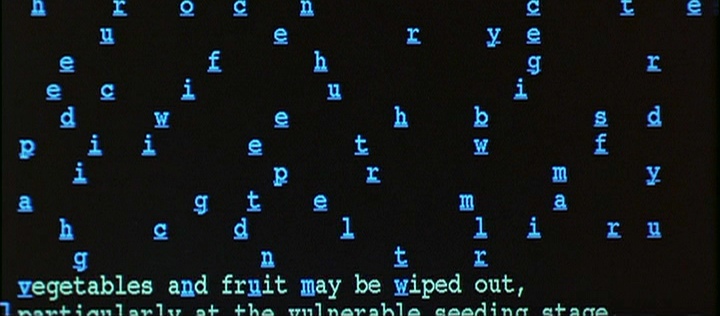 n r o c n c t e
u e r y e
e f h g r
e c i u i
d w e h b s d
p i i e t w f
i p r m y
a g t e m a
h c d l l i r u
g n t r
vegetables and fruit may be wiped out,
particularly at the vulnerable seeding stage